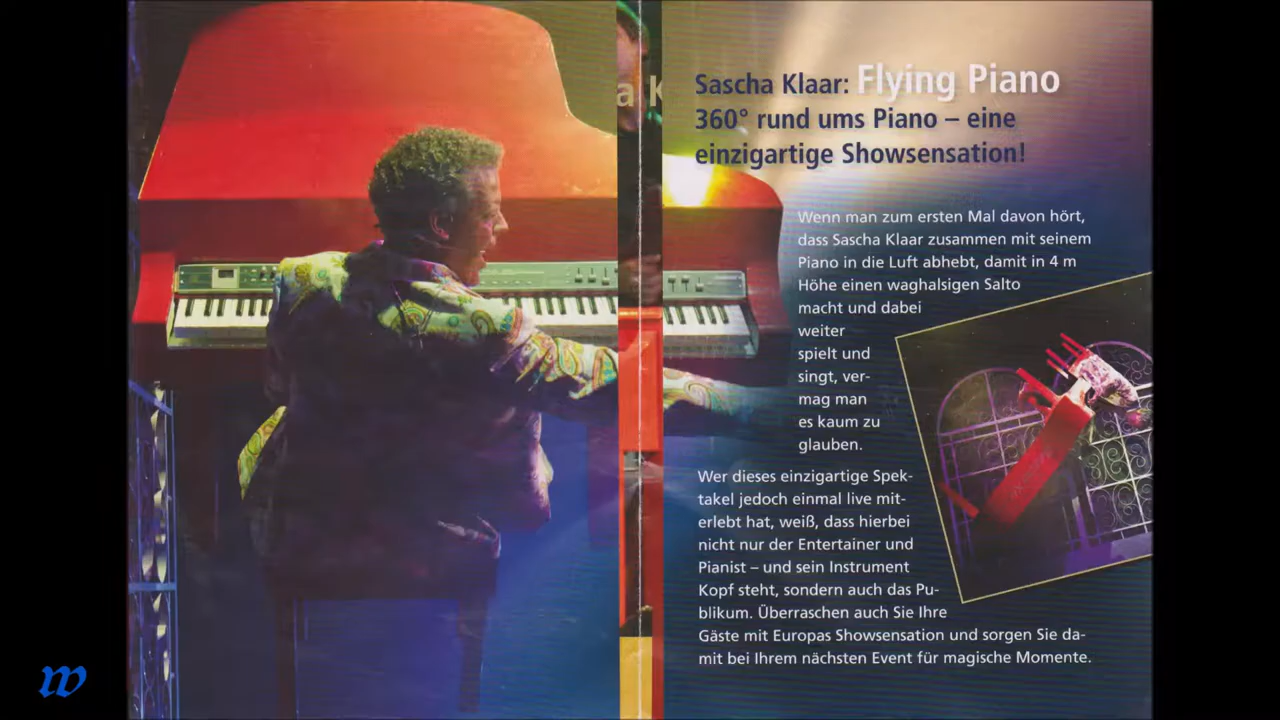 a K
Sascha Klaar: Flying Piano
360° rund ums Piano – eine
einzigartige Showsensation!
Wenn man zum ersten Mal davon hört,
dass Sascha Klaar zusammen mit seinem
Piano in die Luft abhebt, damit in 4 m
Höhe einen waghalsigen Salto
macht und dabei
weiter
spielt und
singt, ver-
mag man
es kaum zu
glauben.
Wer dieses einzigartige Spek-
takel jedoch einmal live mit-
erlebt hat, weiß, dass hierbei
nicht nur der Entertainer und
Pianist – und sein Instrument
Kopf steht, sondern auch das Pu-
blikum. Überraschen auch Sie Ihre
Gäste mit Europas Showsensation und sorgen Sie da-
mit bei Ihrem nächsten Event für magische Momente.
w